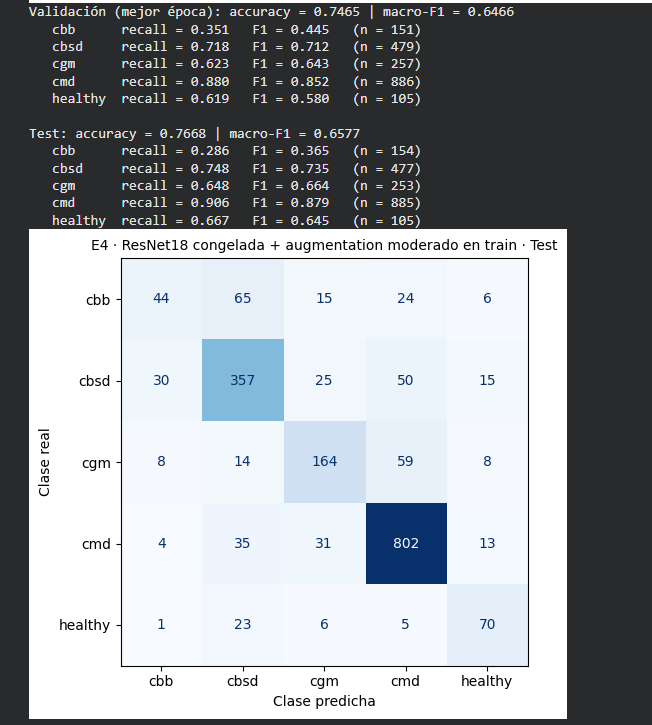 Validación (mejor época): accuracy = 0.7465 | macro-F1 = 0.6466
cbb recall = 0.351 F1 = 0.445 (n = 151)
cbsd recall = 0.718 F1 = 0.712 (n = 479)
cgm recall = 0.623 F1 = 0.643 (n = 257)
cmd recall = 0.880 F1 = 0.852 (n = 886)
healthy recall = 0.619 F1 = 0.580 (n = 105)
Test: accuracy = 0.7668 | macro-F1 = 0.6577
cbb recall = 0.286 F1 = 0.365 (n = 154)
cbsd recall = 0.748 F1 = 0.735 (n = 477)
cgm recall = 0.648 F1 = 0.664 (n = 253)
cmd recall = 0.906 F1 = 0.879 (n = 885)
healthy recall = 0.667 F1 = 0.645 (n = 105)
E4 · ResNet18 congelada + augmentation moderado en train · Test
cbb 44 65 15 24 6
cbsd 30 357 25 50 15
cgm 8 14 164 59 8
cmd 4 35 31 802 13
healthy 1 23 6 5 70
Clase real
cbb cbsd cgm cmd healthy
Clase predicha